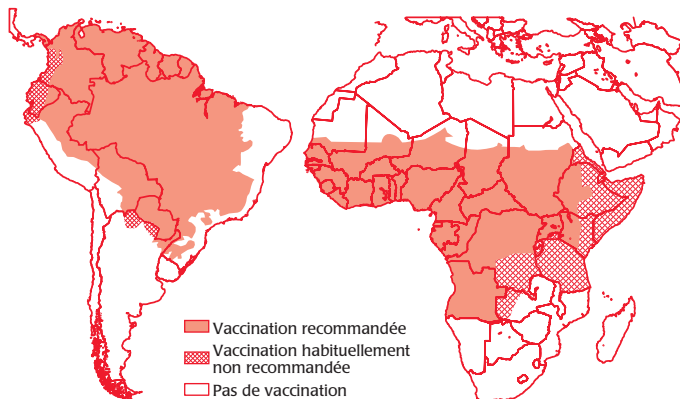 Vaccination recommandée
Vaccination habituellement
non recommandée
Pas de vaccination